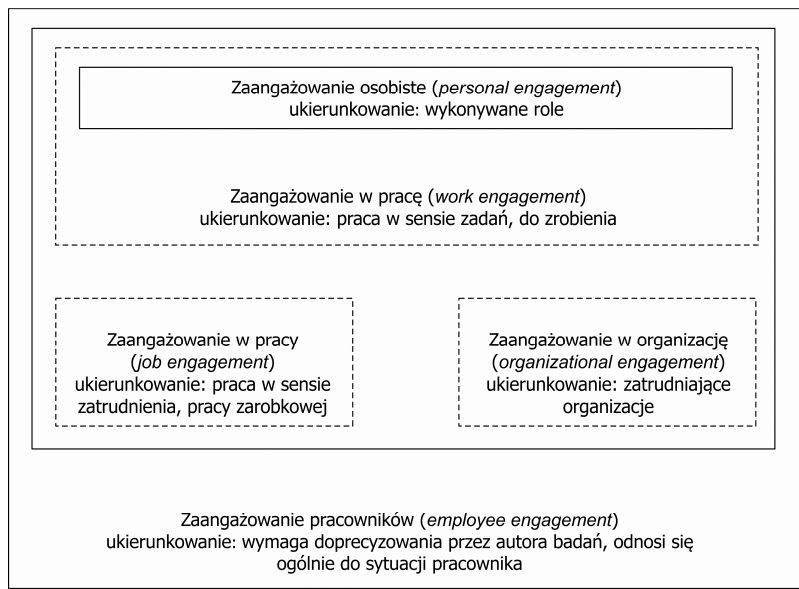 Zaangażowanie osobiste (personal engagement)
ukierunkowanie: wykonywane role
Zaangażowanie w pracę (work engagement)
ukierunkowanie: praca w sensie zadań, do zrobienia
Zaangażowanie w pracy
(job engagement)
ukierunkowanie: praca w sensie
zatrudnienia, pracy zarobkowej
Zaangażowanie w organizację
(organizational engagement)
ukierunkowanie: zatrudniające
organizacje
Zaangażowanie pracowników (employee engagement)
ukierunkowanie: wymaga doprecyzowania przez autora badań, odnosi się
ogólnie do sytuacji pracownika